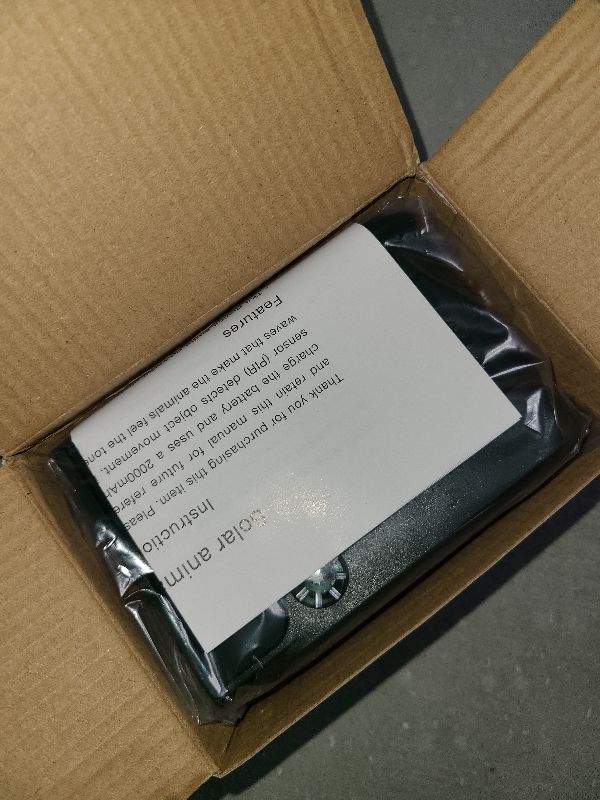 Solar anim
Instructio
Thank you for purchasing this item. Pleas
and retain this manual for future refere
charge the battery and uses a 2000mAh
sensor (PIR) detects object movement.
waves that make the animals feel the tons
Features